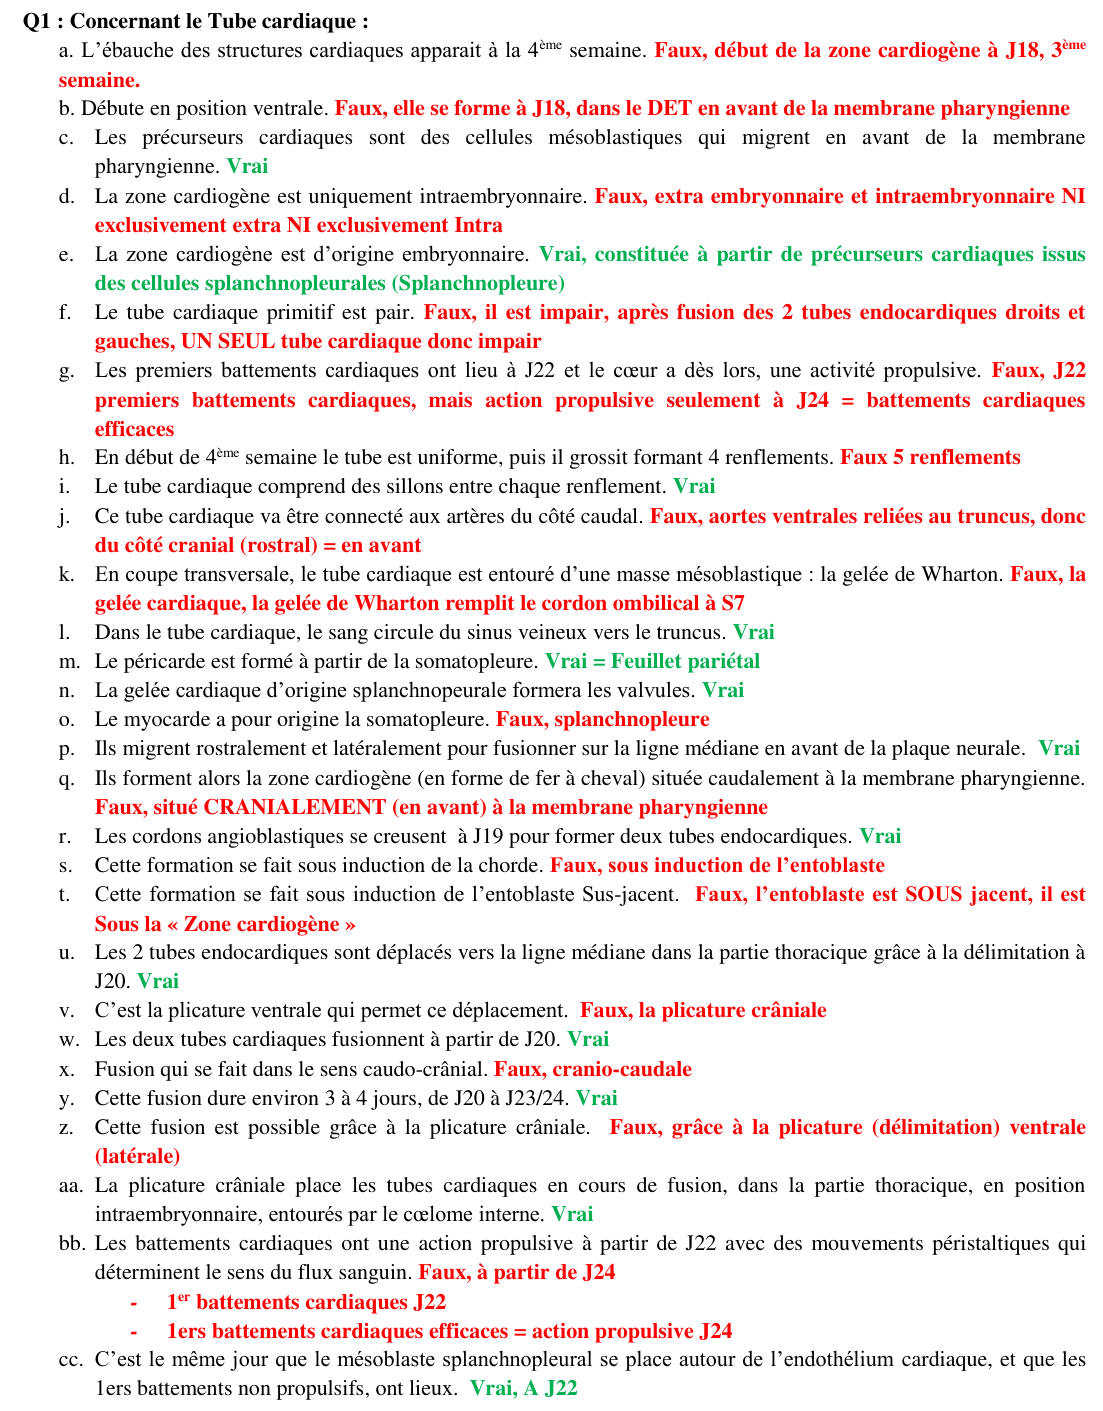 Q1 : Concernant le Tube cardiaque :
a. L’ébauche des structures cardiaques apparait à la 4ème semaine. Faux, début de la zone cardiogène à J18, 3ème
semaine.
b. Débute en position ventrale. Faux, elle se forme à J18, dans le DET en avant de la membrane pharyngienne
c. Les précurseurs cardiaques sont des cellules mésoblastiques qui migrent en avant de la membrane
pharyngienne. Vrai
d. La zone cardiogène est uniquement intraembryonnaire. Faux, extra embryonnaire et intraembryonnaire NI
exclusivement extra NI exclusivement Intra
e. La zone cardiogène est d’origine embryonnaire. Vrai, constituée à partir de précurseurs cardiaques issus
des cellules splanchnopleurales (Splanchnopleure)
f. Le tube cardiaque primitif est pair. Faux, il est impair, après fusion des 2 tubes endocardiques droits et
gauches, UN SEUL tube cardiaque donc impair
g. Les premiers battements cardiaques ont lieu à J22 et le cœur a dès lors, une activité propulsive. Faux, J22
premiers battements cardiaques, mais action propulsive seulement à J24 = battements cardiaques
efficaces
h. En début de 4ème semaine le tube est uniforme, puis il grossit formant 4 renflements. Faux 5 renflements
i. Le tube cardiaque comprend des sillons entre chaque renflement. Vrai
j. Ce tube cardiaque va être connecté aux artères du côté caudal. Faux, aortes ventrales reliées au truncus, donc
du côté cranial (rostral) = en avant
k. En coupe transversale, le tube cardiaque est entouré d’une masse mésoblastique : la gelée de Wharton. Faux, la
gelée cardiaque, la gelée de Wharton remplit le cordon ombilical à S7
l. Dans le tube cardiaque, le sang circule du sinus veineux vers le truncus. Vrai
m. Le péricarde est formé à partir de la somatopleure. Vrai = Feuillet pariétal
n. La gelée cardiaque d’origine splanchnopeurale formera les valvules. Vrai
o. Le myocarde a pour origine la somatopleure. Faux, splanchnopleure
p. Ils migrent rostralement et latéralement pour fusionner sur la ligne médiane en avant de la plaque neurale. Vrai
q. Ils forment alors la zone cardiogène (en forme de fer à cheval) située caudalement à la membrane pharyngienne.
Faux, situé CRANIALEMENT (en avant) à la membrane pharyngienne
r. Les cordons angioblastiques se creusent à J19 pour former deux tubes endocardiques. Vrai
s. Cette formation se fait sous induction de la chorde. Faux, sous induction de l’entoblaste
t. Cette formation se fait sous induction de l’entoblaste Sus-jacent. Faux, l’entoblaste est SOUS jacent, il est
Sous la « Zone cardiogène »
u. Les 2 tubes endocardiques sont déplacés vers la ligne médiane dans la partie thoracique grâce à la délimitation à
J20. Vrai
v. C’est la plicature ventrale qui permet ce déplacement. Faux, la plicature crâniale
w. Les deux tubes cardiaques fusionnent à partir de J20. Vrai
x. Fusion qui se fait dans le sens caudo-crânial. Faux, cranio-caudale
y. Cette fusion dure environ 3 à 4 jours, de J20 à J23/24. Vrai
z. Cette fusion est possible grâce à la plicature crâniale. Faux, grâce à la plicature (délimitation) ventrale
(latérale)
aa. La plicature crâniale place les tubes cardiaques en cours de fusion, dans la partie thoracique, en position
intraembryonnaire, entourés par le cœlome interne. Vrai
bb. Les battements cardiaques ont une action propulsive à partir de J22 avec des mouvements péristaltiques qui
déterminent le sens du flux sanguin. Faux, à partir de J24
- 1er battements cardiaques J22
- 1ers battements cardiaques efficaces = action propulsive J24
cc. C’est le même jour que le mésoblaste splanchnopleural se place autour de l’endothélium cardiaque, et que les
1ers battements non propulsifs, ont lieux. Vrai, A J22